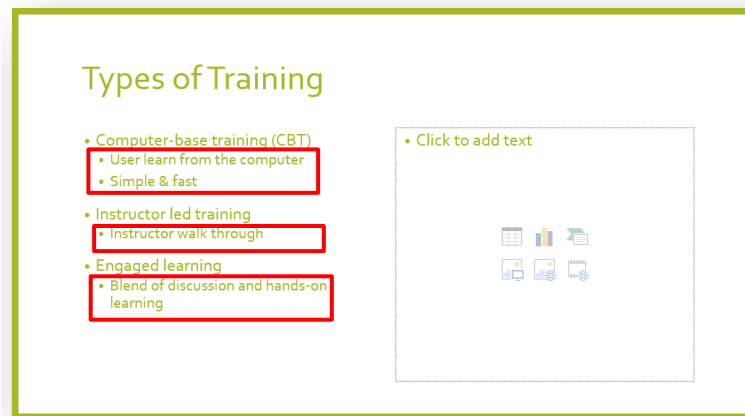 Types of Training
• Computer-base training (CBT)
• User learn from the computer
• Simple & fast
• Instructor led training
• Instructor walk through
• Engaged learning
• Blend of discussion and hands-on
learning
• Click to add text